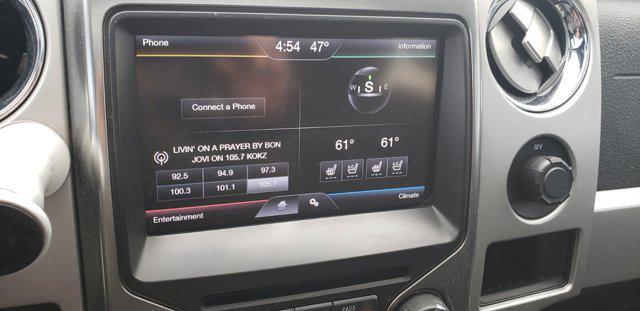 Phone 4:54 47° Information
W S E
Connect a Phone
LIVIN' ON A PRAYER BY BON
JOVI ON 105.7 KOKZ
61° 61°
92.5 94.9 97.3
100.3 101.1 105.7
Entertainment Climate
12V
PASS